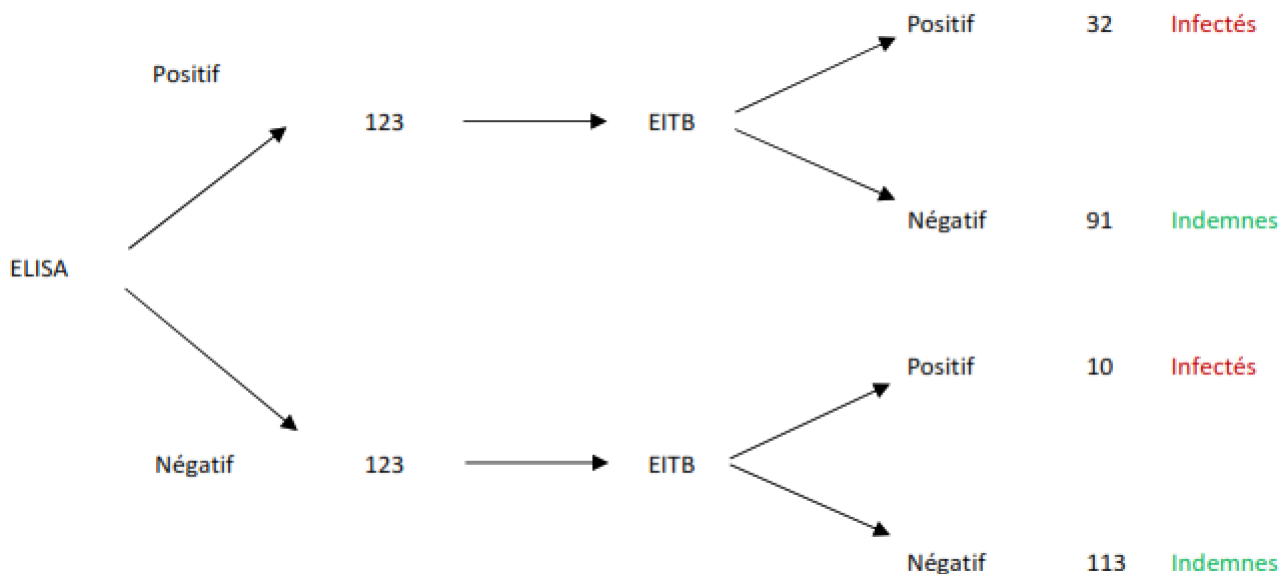 Positif 32 Infectés
Positif
123 EITB
Négatif 91 Indemnes
ELISA
Positif 10 Infectés
Négatif 123 EITB
Négatif 113 Indemnes